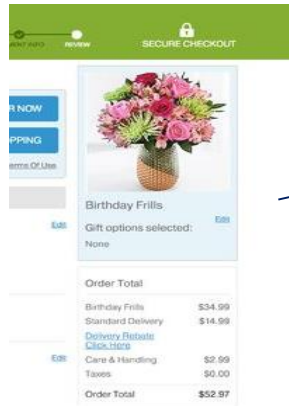 MENT INFO
REVIEW
SECURE CHECKOUT
R NOW
PPING
erms Of Use
Edit
Edit
Birthday Frills
Edit
Gift options selected:
None
Order Total
Birthday Frills $34.99
Standard Delivery $14.99
Delivery Rebate
Click Here
Care & Handling $2.99
Taxes $0.00
Order Total $52.97